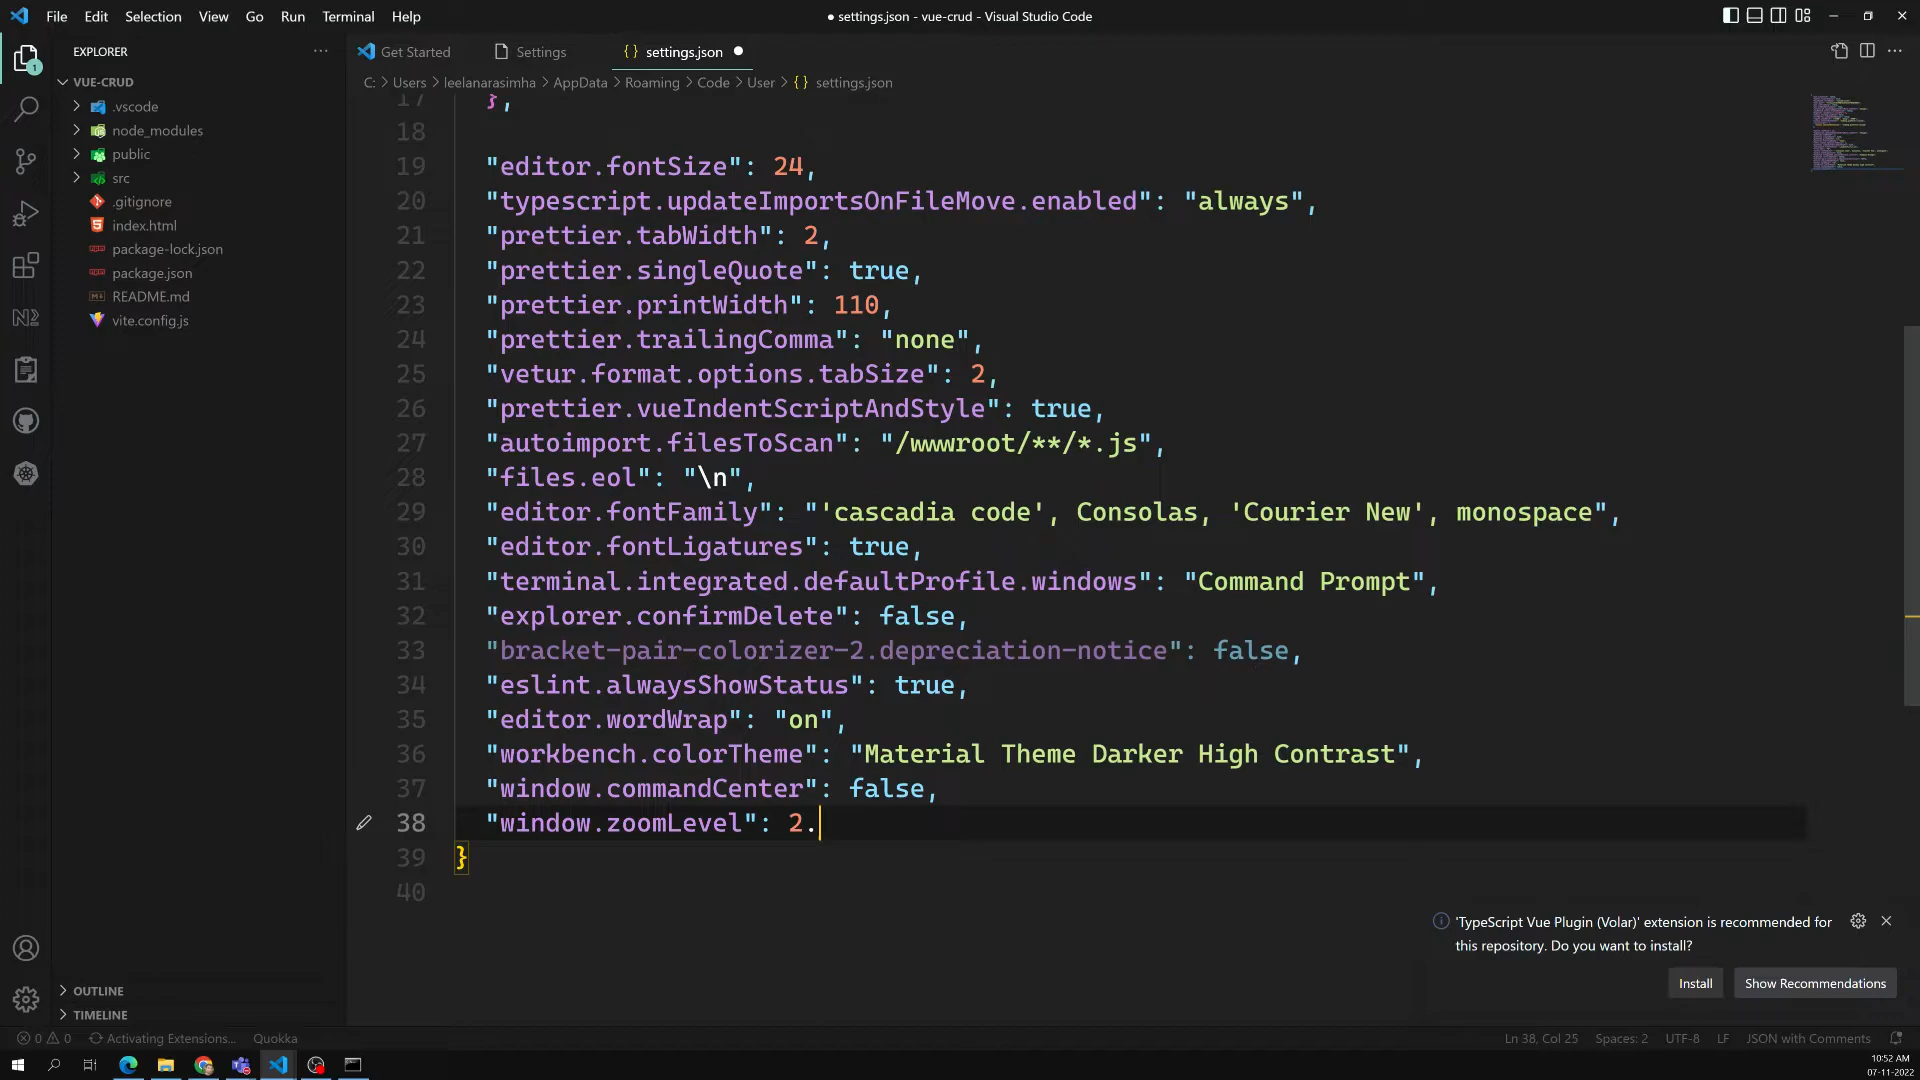 File Edit Selection View Go Run Terminal Help
● settings.json - vue-crud - Visual Studio Code
EXPLORER
VUE-CRUD
.vscode
node_modules
public
src
.gitignore
index.html
package-lock.json
package.json
README.md
vite.config.js
OUTLINE
TIMELINE
1
Get Started Settings {} settings.json
C: > Users > leelanarasimha > AppData > Roaming > Code > User > {} settings.json
17 },
18
19 "editor.fontSize": 24,
20 "typescript.updateImportsOnFileMove.enabled": "always",
21 "prettier.tabWidth": 2,
22 "prettier.singleQuote": true,
23 "prettier.printWidth": 110,
24 "prettier.trailingComma": "none",
25 "vetur.format.options.tabSize": 2,
26 "prettier.vueIndentScriptAndStyle": true,
27 "autoimport.filesToScan": "/wwwroot/**/*.js",
28 "files.eol": "\n",
29 "editor.fontFamily": "'cascadia code', Consolas, 'Courier New', monospace",
30 "editor.fontLigatures": true,
31 "terminal.integrated.defaultProfile.windows": "Command Prompt",
32 "explorer.confirmDelete": false,
33 "bracket-pair-colorizer-2.depreciation-notice": false,
34 "eslint.alwaysShowStatus": true,
35 "editor.wordWrap": "on",
36 "workbench.colorTheme": "Material Theme Darker High Contrast",
37 "window.commandCenter": false,
38 "window.zoomLevel": 2.
39 }
40
'TypeScript Vue Plugin (Volar)' extension is recommended for
this repository. Do you want to install?
Install Show Recommendations
0 0 Activating Extensions... Quokka
Ln 38, Col 25 Spaces: 2 UTF-8 LF JSON with Comments
10:52 AM
07-11-2022